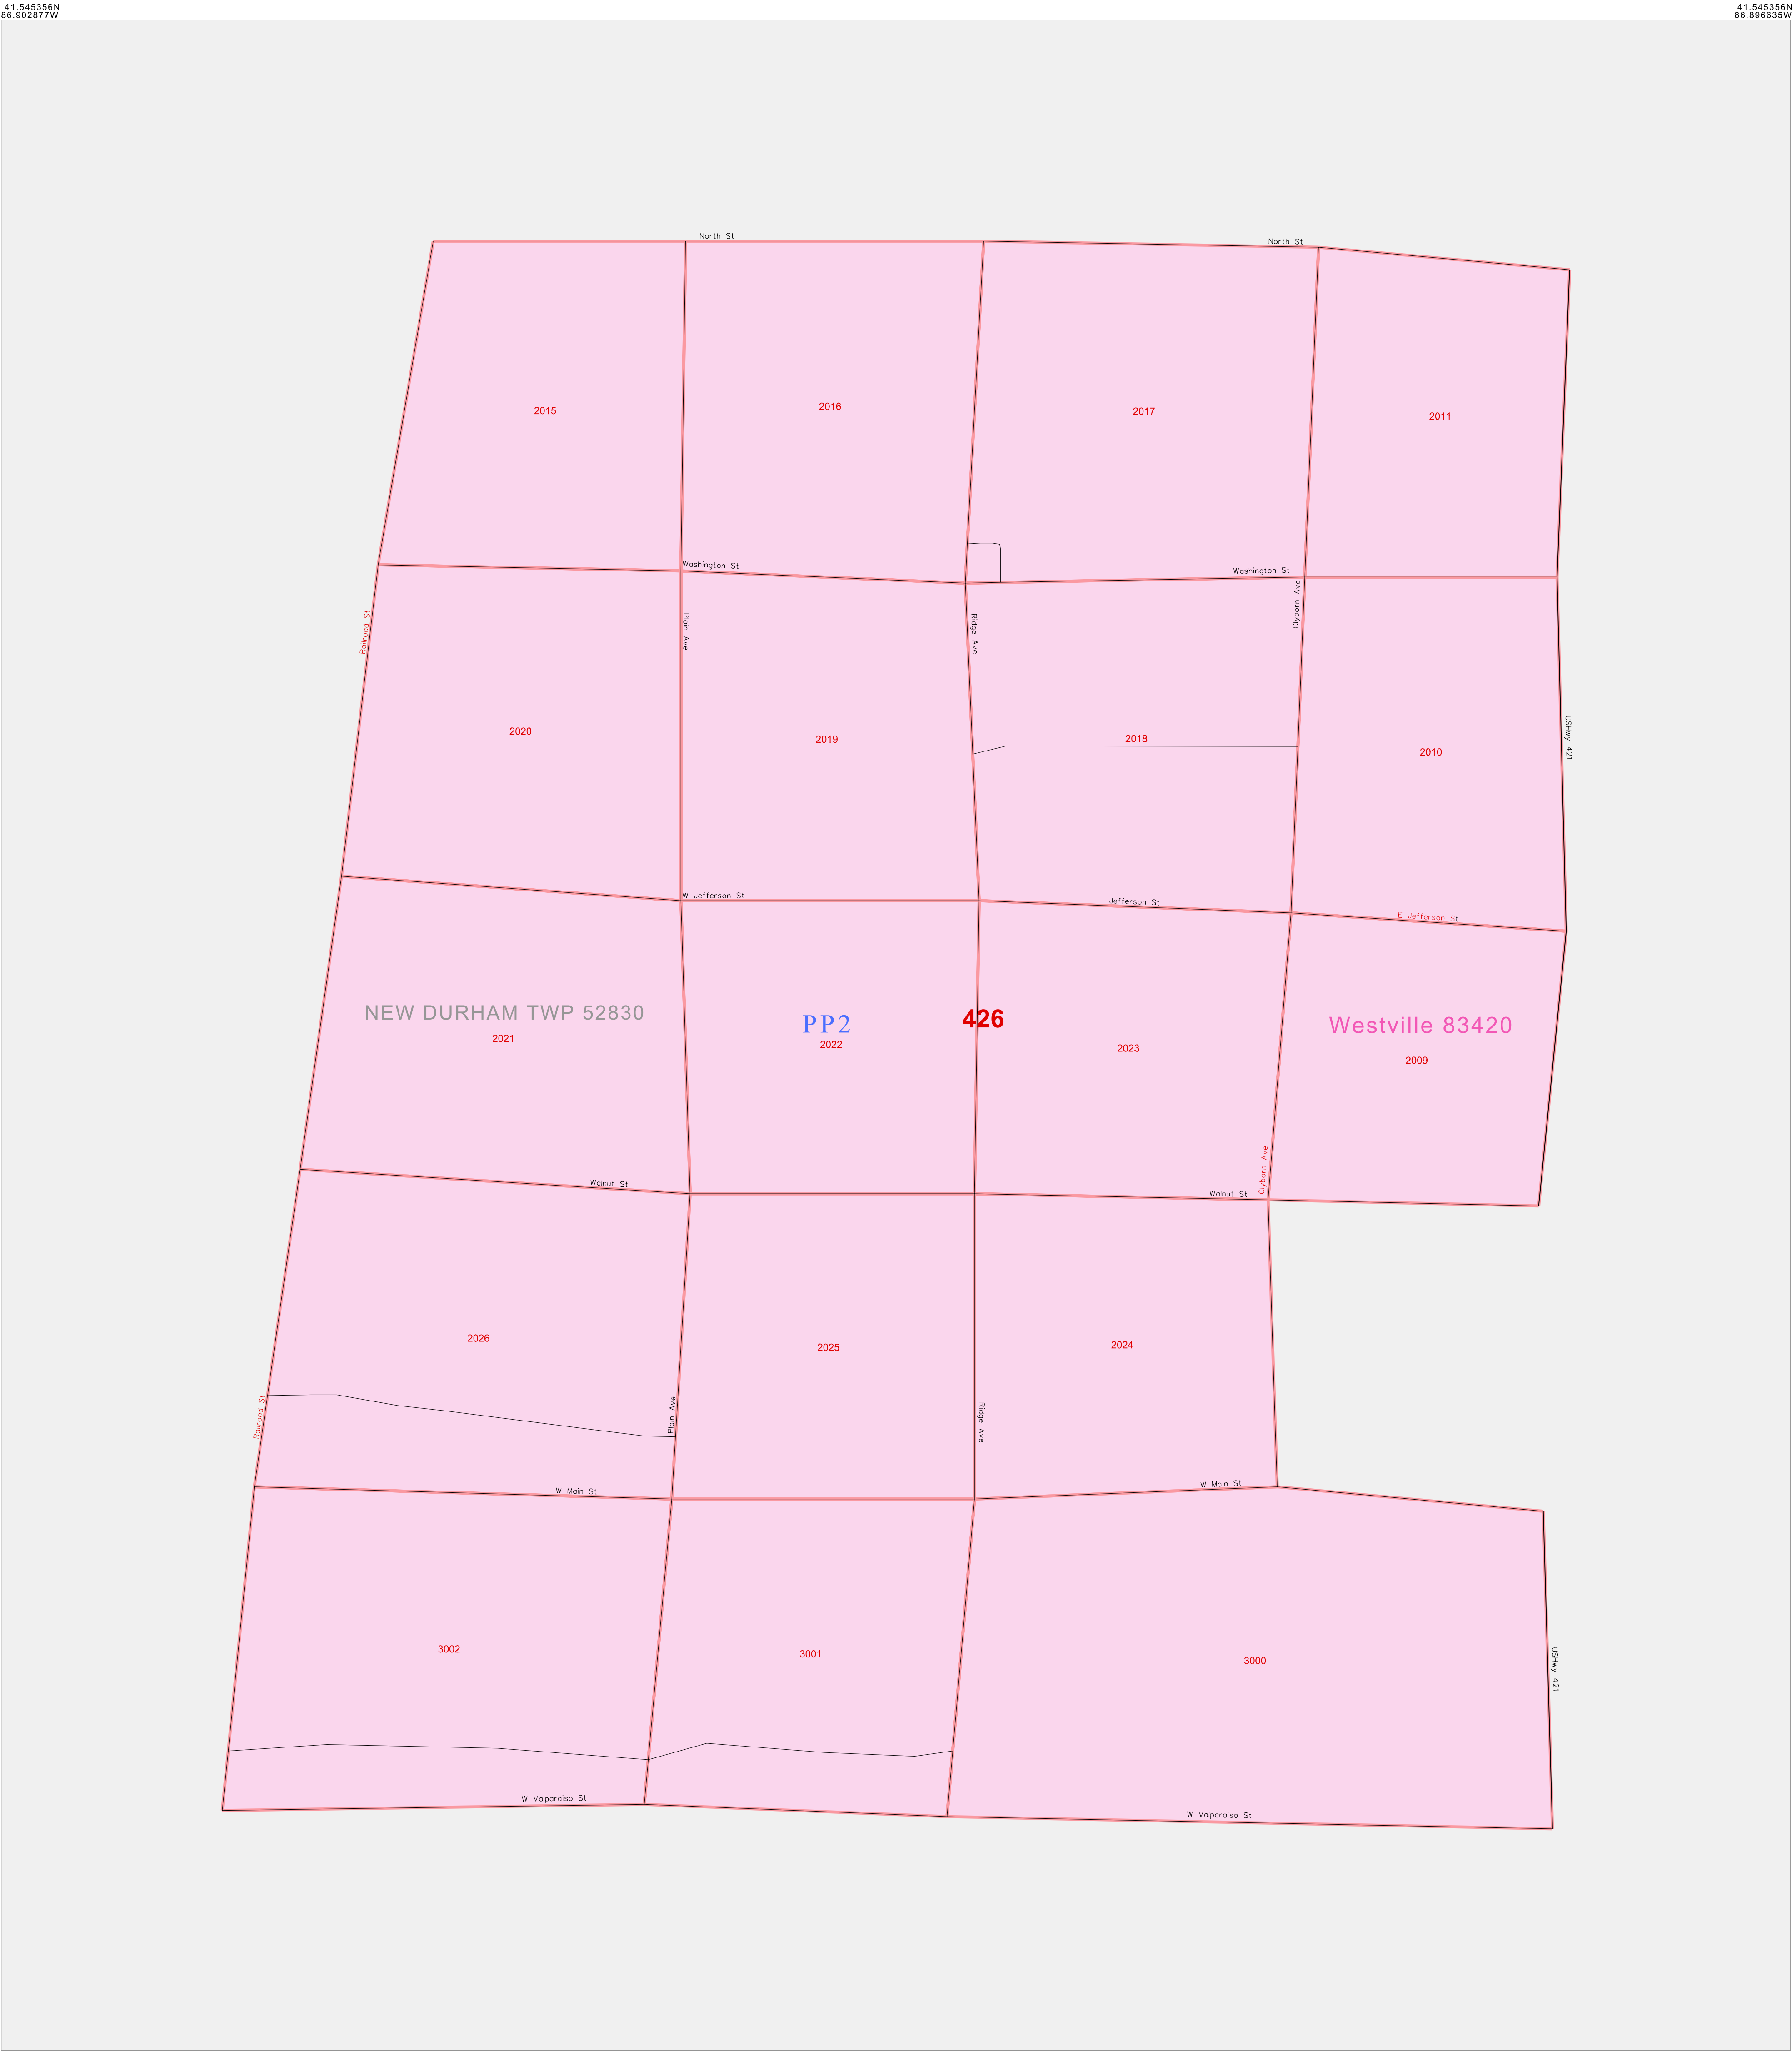 41.545356N
86.902877W
41.545356N
86.896635W
North St
North St
2015
2016
2017
2011
Washington St
Washington St
Railroad St
Plain Ave
Ridge Ave
Clyborn Ave
2020
2019
2018
2010
USHwy 421
W Jefferson St
Jefferson St
E Jefferson St
NEW DURHAM TWP 52830
PP2
426
Westville 83420
2021
2022
2023
2009
Clyborn Ave
Walnut St
Walnut St
2026
2025
2024
Railroad St
Plain Ave
Ridge Ave
W Main St
W Main St
3002
3001
3000
USHwy 421
W Valparaiso St
W Valparaiso St